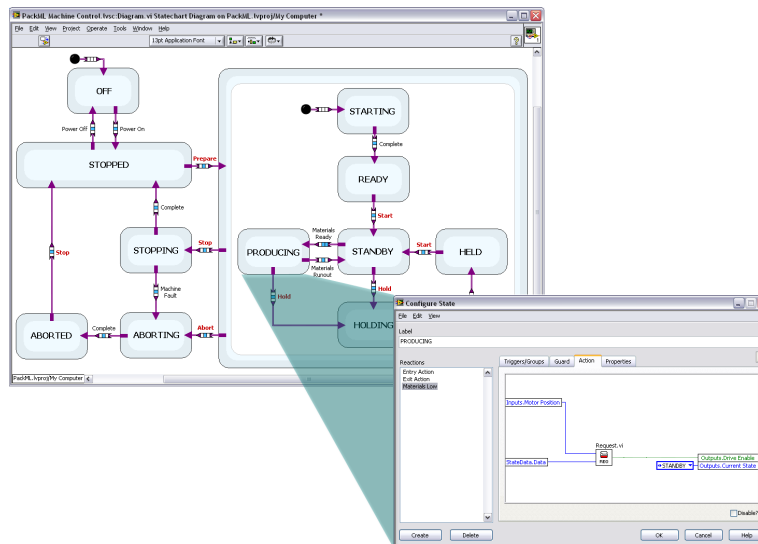 PackML Machine Control.lvsc:Diagram.vi Statechart Diagram on PackML.lvproj/My Computer *
File Edit View Project Operate Tools Window Help
13pt Application Font
OFF
Power Off
Power On
STOPPED
Prepare
Complete
Stop
STOPPING
Stop
Machine
Fault
ABORTED
Complete
ABORTING
Abort
STARTING
Complete
READY
Start
Materials
Ready
PRODUCING
STANDBY
Start
HELD
Materials
Runout
Hold
Hold
HOLDING
PackML.lvproj/My Computer
Configure State
File Edit View
Label
PRODUCING
Reactions
Entry Action
Exit Action
Materials Low
Triggers/Groups Guard Action Properties
Inputs.Motor Position
Request.vi
REQ
StateData.Data
Outputs.Drive Enable
STANDBY
Outputs.Current State
Disable?
Create Delete
OK Cancel Help